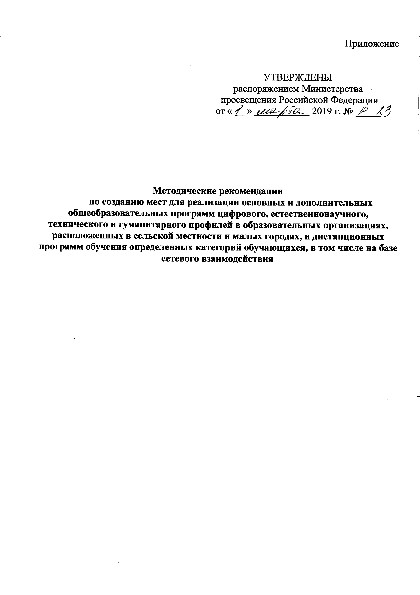 Приложение
УТВЕРЖДЕНЫ
распоряжением Министерства
просвещения Российской Федерации
от «1» марта 2019 г. № Р-23
Методические рекомендации
по созданию мест для реализации основных и дополнительных
общеобразовательных программ цифрового, естественнонаучного,
технического и гуманитарного профилей в образовательных организациях,
расположенных в сельской местности и малых городах, и дистанционных
программ обучения определенных категорий обучающихся, в том числе на базе
сетевого взаимодействия